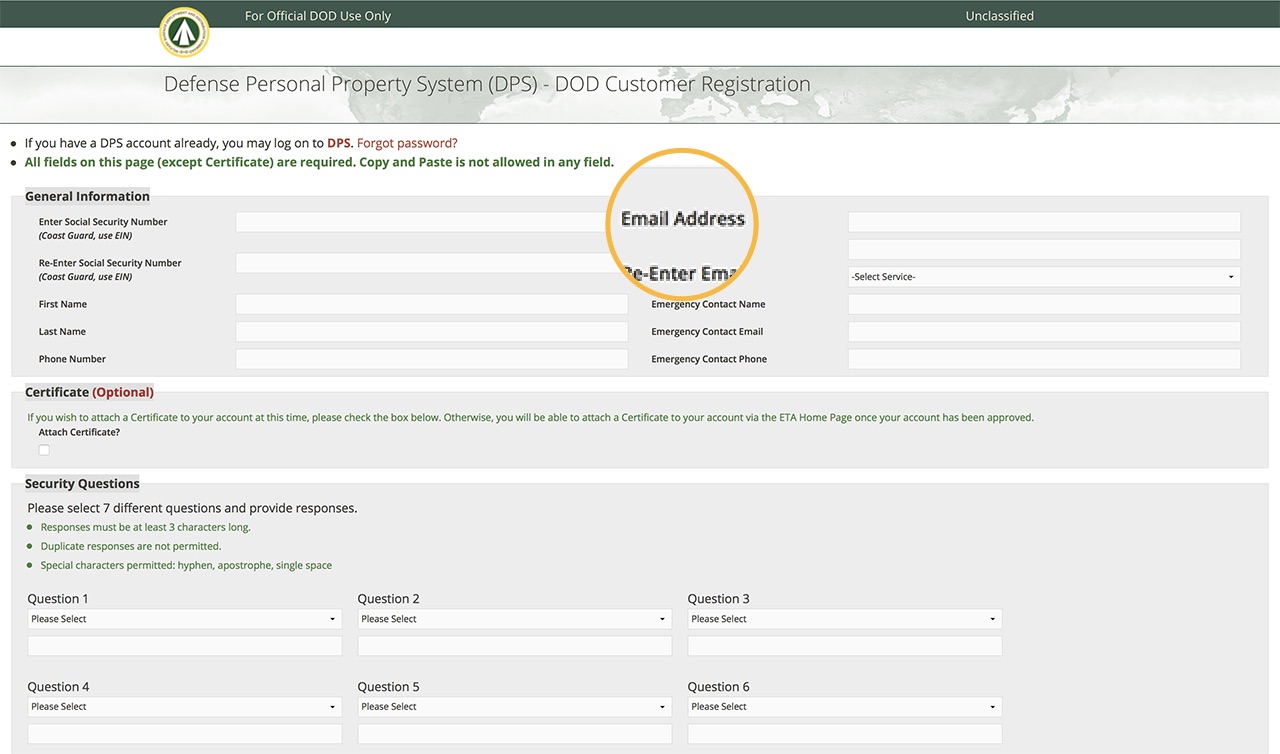 For Official DOD Use Only
Unclassified
Defense Personal Property System (DPS) - DOD Customer Registration
If you have a DPS account already, you may log on to DPS. Forgot password?
All fields on this page (except Certificate) are required. Copy and Paste is not allowed in any field.
General Information
Enter Social Security Number
(Coast Guard, use EIN)
Re-Enter Social Security Number
(Coast Guard, use EIN)
First Name
Last Name
Phone Number
Email Address
Re-Enter
-Select Service-
Emergency Contact Name
Emergency Contact Email
Emergency Contact Phone
Certificate (Optional)
If you wish to attach a Certificate to your account at this time, please check the box below. Otherwise, you will be able to attach a Certificate to your account via the ETA Home Page once your account has been approved.
Attach Certificate?
Security Questions
Please select 7 different questions and provide responses.
Responses must be at least 3 characters long.
Duplicate responses are not permitted.
Special characters permitted: hyphen, apostrophe, single space
Question 1 Question 2 Question 3
Please Select Please Select Please Select
Question 4 Question 5 Question 6
Please Select Please Select Please Select